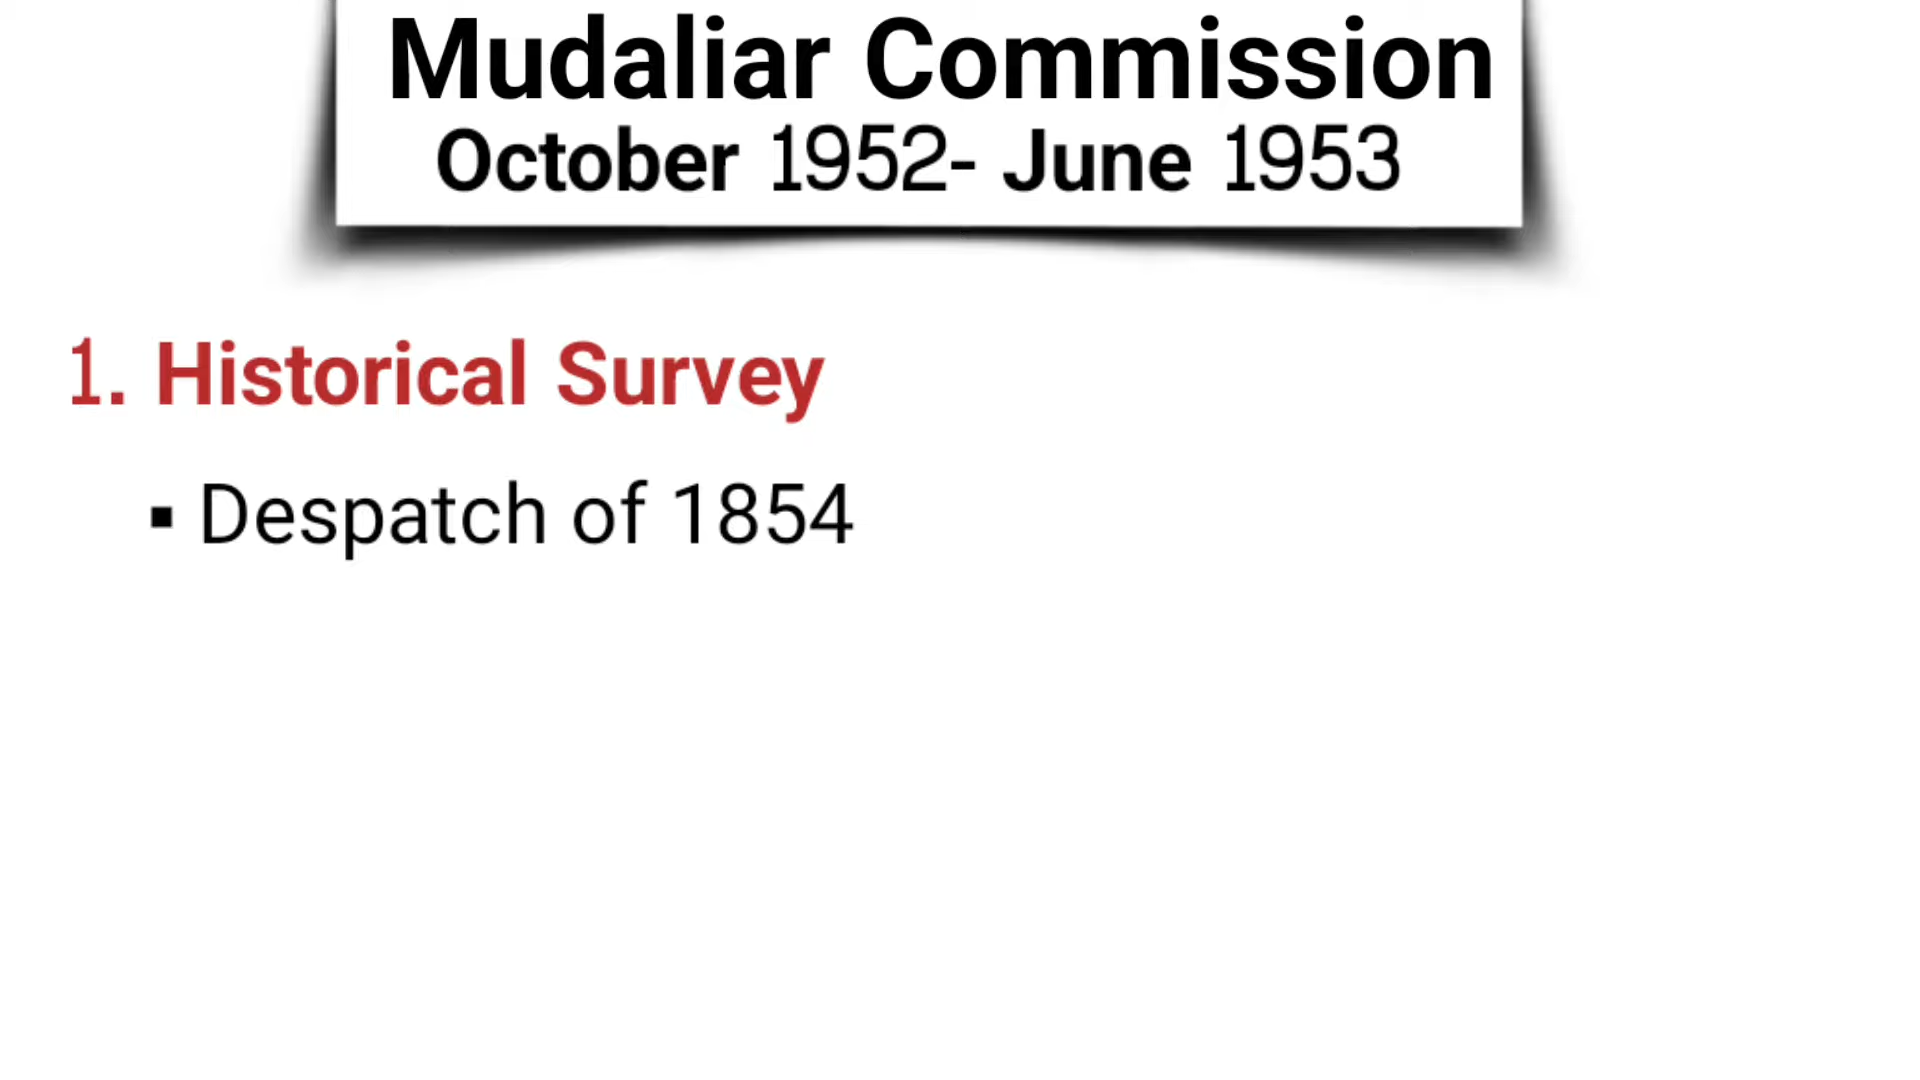 Mudaliar Commission
October 1952- June 1953
1. Historical Survey
▪ Despatch of 1854